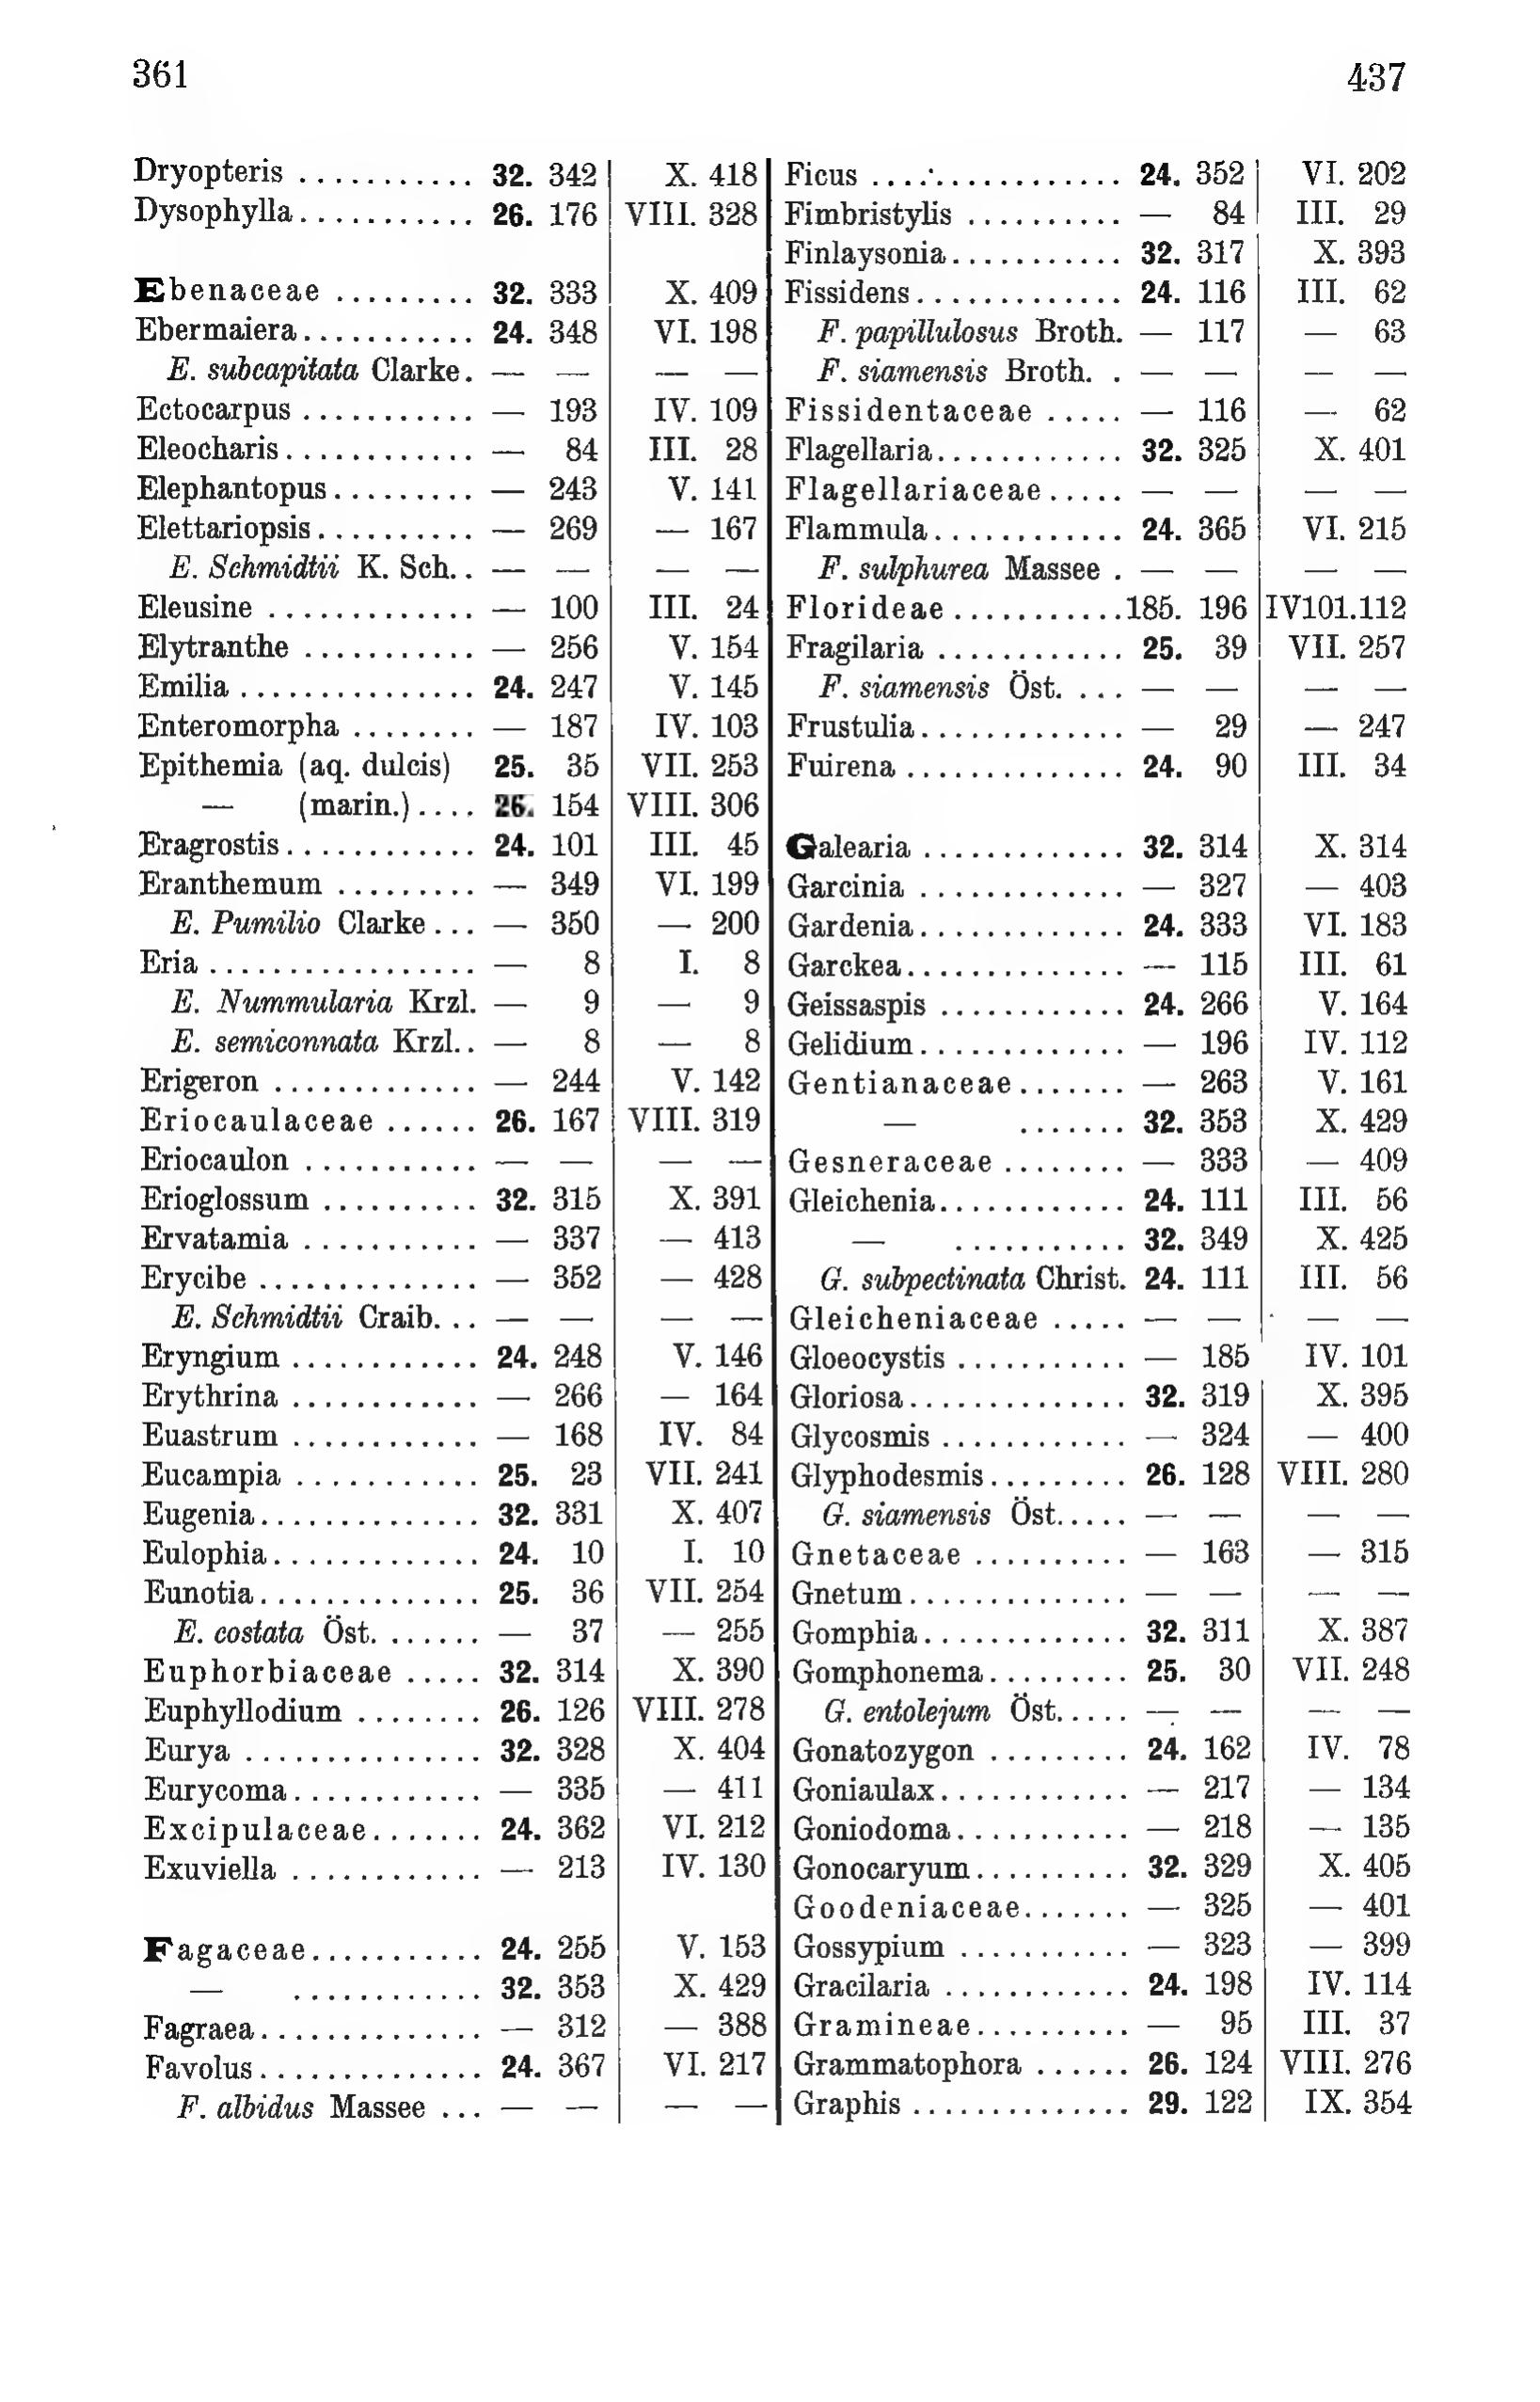 361
437
Dryopteris ........... 32. 342 X. 418
Dysophylla ........... 26. 176 VIII. 328
Ebenaceae ......... 32. 333 X. 409
Ebermaiera ........... 24. 348 VI. 198
E. subcapitata Clarke. — — — —
Ectocarpus ........... — 193 IV. 109
Eleocharis ............ — 84 III. 28
Elephantopus ......... — 243 V. 141
Elettariopsis .......... — 269 — 167
E. Schmidtii K. Sch.. — — — —
Eleusine ............. — 100 III. 24
Elytranthe ........... — 256 V. 154
Emilia ............... 24. 247 V. 145
Enteromorpha ........ — 187 IV. 103
Epithemia (aq. dulcis) 25. 35 VII. 253
— (marin.) .... 26. 154 VIII. 306
Eragrostis ............ 24. 101 III. 45
Eranthemum ......... — 349 VI. 199
E. Pumilio Clarke ... — 350 — 200
Eria ................. — 8 I. 8
E. Nummularia Krzl. — 9 — 9
E. semiconnata Krzl.. — 8 — 8
Erigeron ............. — 244 V. 142
Eriocaulaceae ...... 26. 167 VIII. 319
Eriocaulon ........... — — — —
Erioglossum .......... 32. 315 X. 391
Ervatamia ........... — 337 — 413
Erycibe .............. — 352 — 428
E. Schmidtii Craib. .. — — — —
Eryngium ............ 24. 248 V. 146
Erythrina ............ — 266 — 164
Euastrum ............ — 168 IV. 84
Eucampia ........... 25. 23 VII. 241
Eugenia .............. 32. 331 X. 407
Eulophia ............. 24. 10 I. 10
Eunotia .............. 25. 36 VII. 254
E. costata Öst. ...... — 37 — 255
Euphorbiaceae ..... 32. 314 X. 390
Euphyllodium ........ 26. 126 VIII. 278
Eurya ............... 32. 328 X. 404
Eurycoma ............ — 335 — 411
Excipulaceae ....... 24. 362 VI. 212
Exuviella ............ — 213 IV. 130
Fagaceae ........... 24. 255 V. 153
— ............ 32. 353 X. 429
Fagraea .............. — 312 — 388
Favolus .............. 24. 367 VI. 217
F. albidus Massee ... — — — —
Ficus ................ 24. 352 VI. 202
Fimbristylis .......... — 84 III. 29
Finlaysonia ........... 32. 317 X. 393
Fissidens ............. 24. 116 III. 62
F. papillulosus Broth. — 117 — 63
F. siamensis Broth. . — — — —
Fissidentaceae ..... — 116 — 62
Flagellaria ............ 32. 325 X. 401
Flagellariaceae ..... — — — —
Flammula ............ 24. 365 VI. 215
F. sulphurea Massee . — — — —
Florideae ...........185. 196 IV101.112
Fragilaria ............ 25. 39 VII. 257
F. siamensis Öst. ... — — — —
Frustulia ............. — 29 — 247
Fuirena .............. 24. 90 III. 34
Galearia ............. 32. 314 X. 314
Garcinia ............. — 327 — 403
Gardenia ............. 24. 333 VI. 183
Garckea .............. — 115 III. 61
Geissaspis ............ 24. 266 V. 164
Gelidium ............. — 196 IV. 112
Gentianaceae ....... — 263 V. 161
— ....... 32. 353 X. 429
Gesneraceae ........ — 333 — 409
Gleichenia ............ 24. 111 III. 56
— ........... 32. 349 X. 425
G. subpectinata Christ. 24. 111 III. 56
Gleicheniaceae ..... — — — —
Gloeocystis ........... — 185 IV. 101
Gloriosa .............. 32. 319 X. 395
Glycosmis ............ — 324 — 400
Glyphodesmis ......... 26. 128 VIII. 280
G. siamensis Öst. .... — — — —
Gnetaceae .......... — 163 — 315
Gnetum .............. — — — —
Gomphia ............. 32. 311 X. 387
Gomphonema ......... 25. 30 VII. 248
G. entolejum Öst. .... — — — —
Gonatozygon ......... 24. 162 IV. 78
Goniaulax ............ — 217 — 134
Goniodoma ........... — 218 — 135
Gonocaryum .......... 32. 329 X. 405
Goodeniaceae ....... — 325 — 401
Gossypium ........... — 323 — 399
Gracilaria ............ 24. 198 IV. 114
Gramineae .......... — 95 III. 37
Grammatophora ...... 26. 124 VIII. 276
Graphis .............. 29. 122 IX. 354